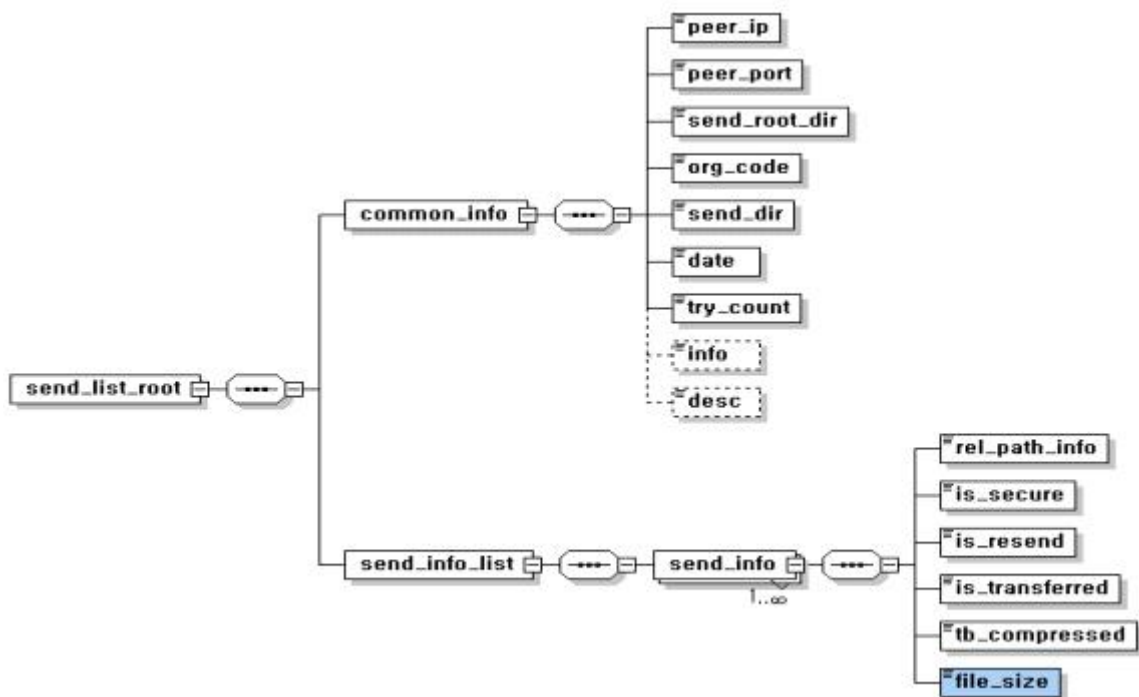 peer_ip
peer_port
send_root_dir
org_code
common_info
send_dir
date
try_count
info
send_list_root
desc
rel_path_info
is_secure
is_resend
send_info_list
send_info
1..∞
is_transferred
tb_compressed
file_size